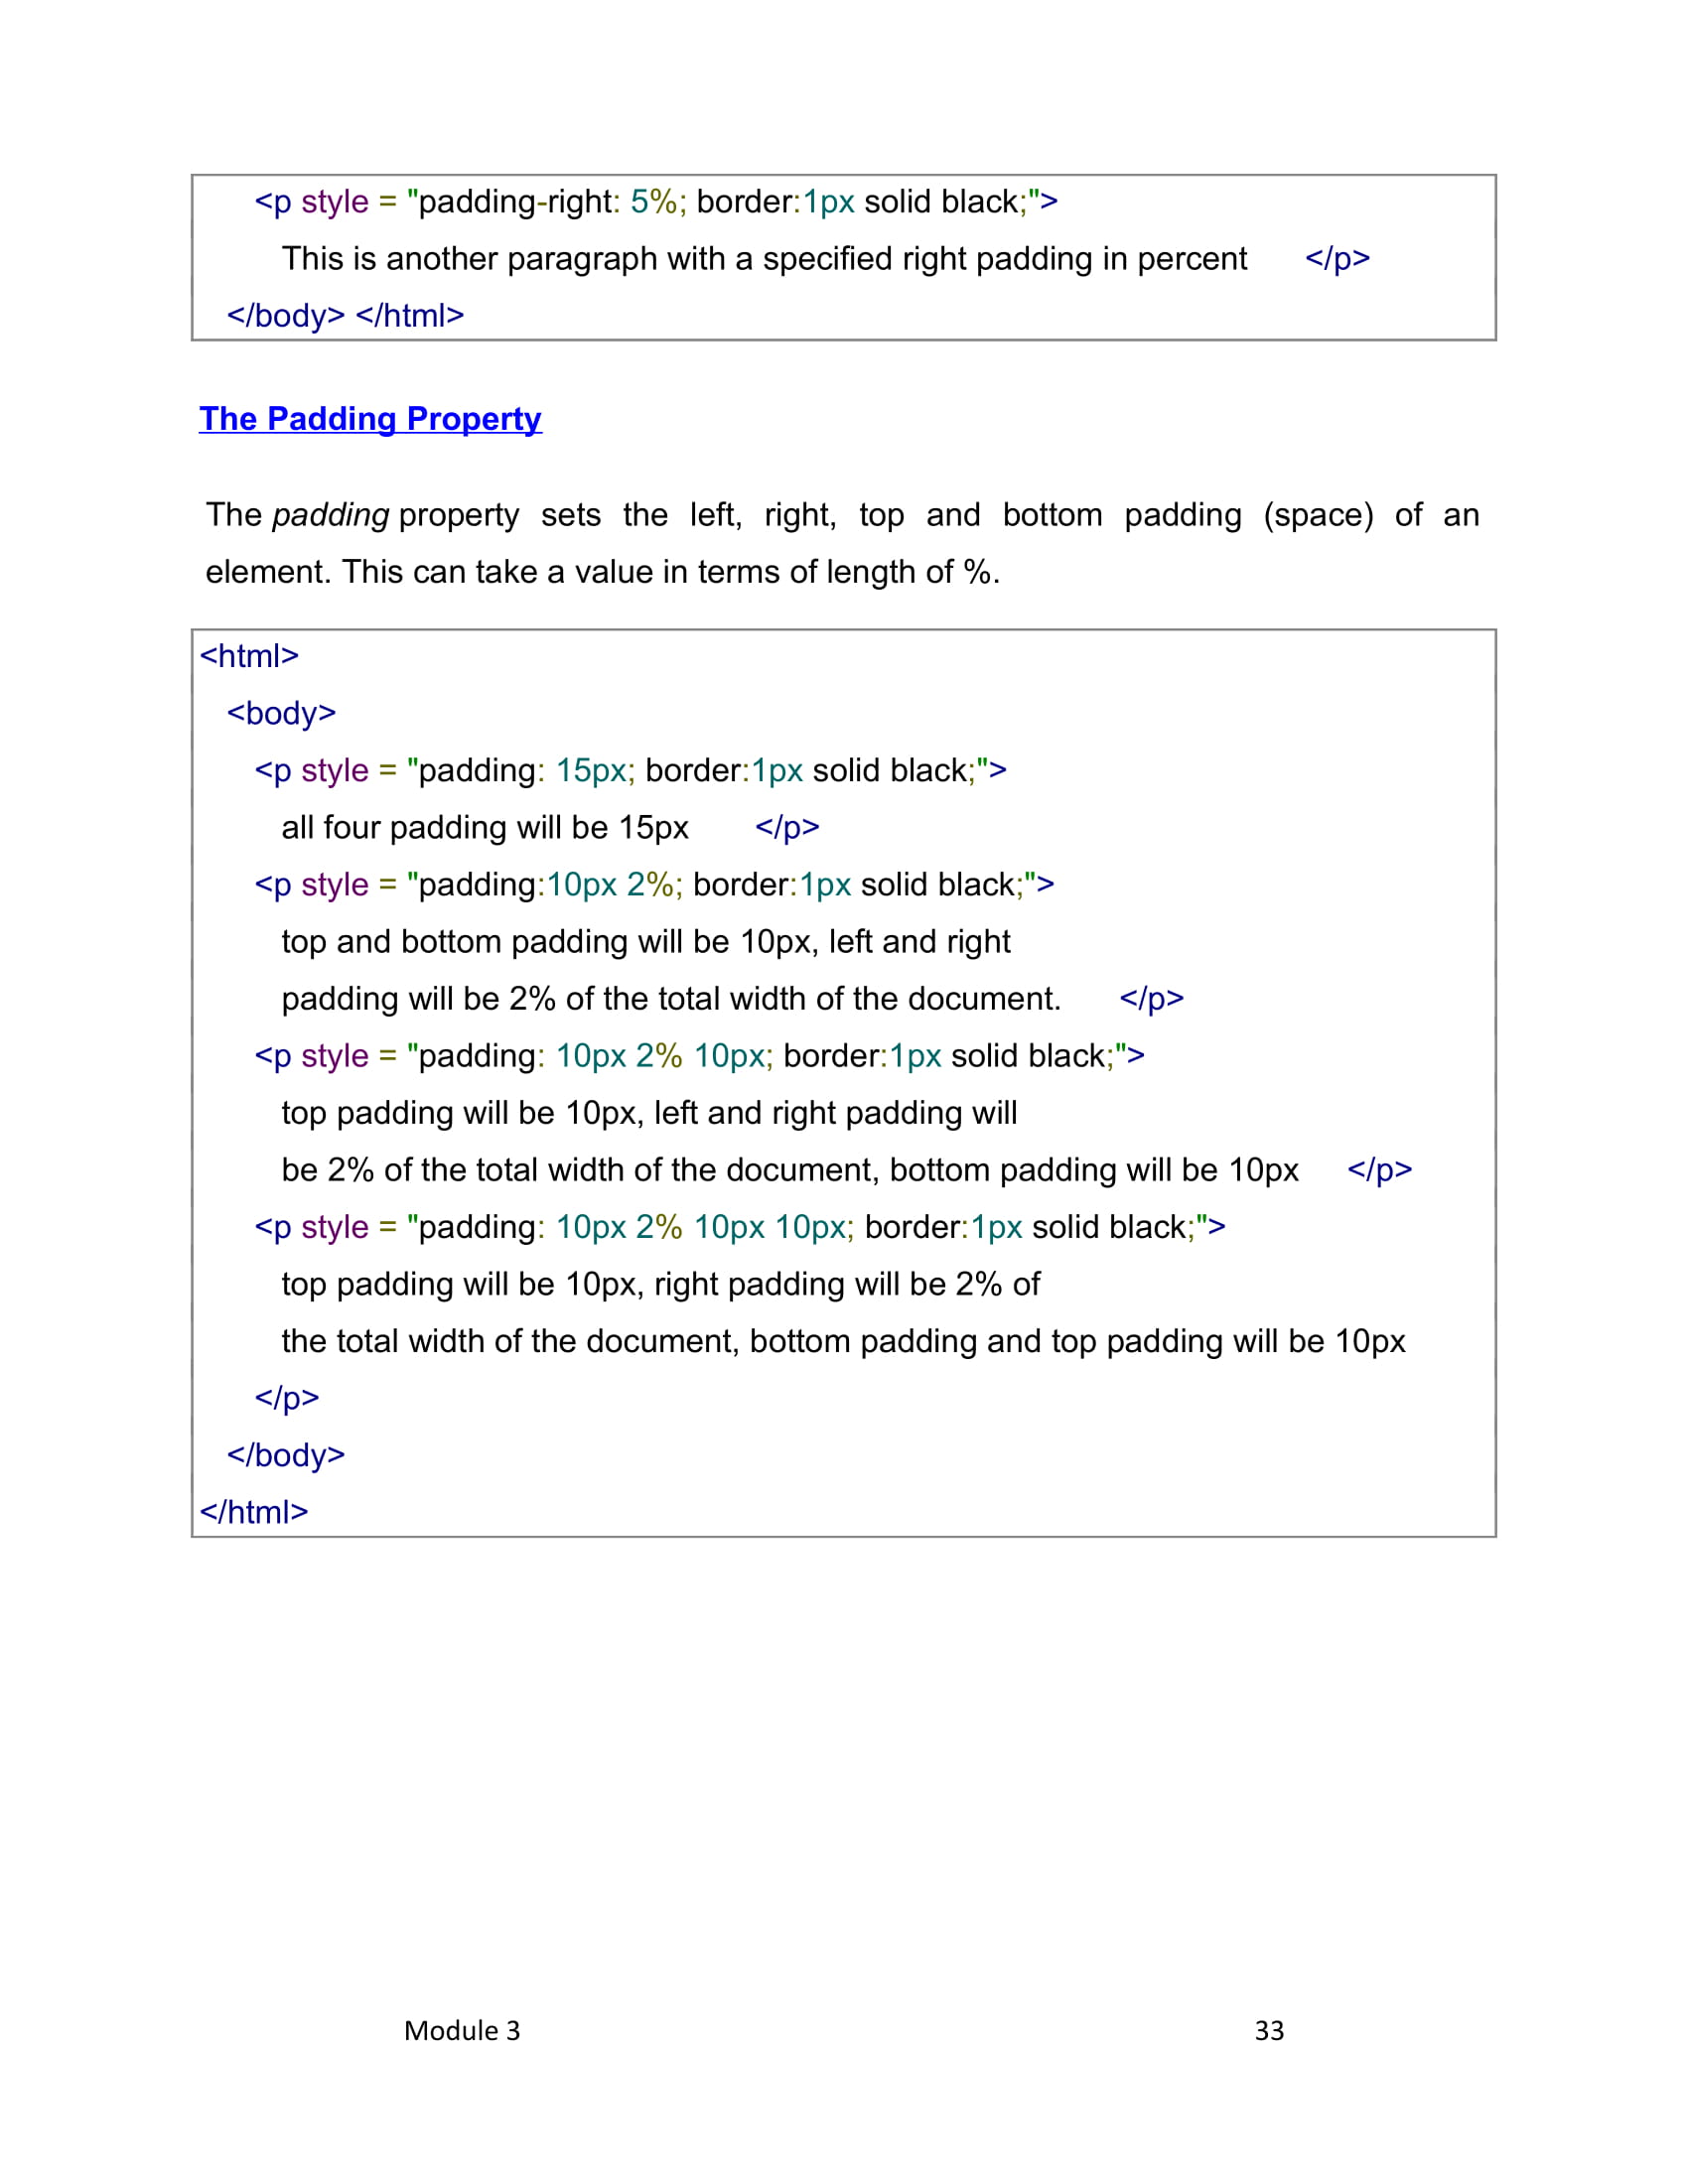 <p style = "padding-right: 5%; border:1px solid black;">
This is another paragraph with a specified right padding in percent </p>
</body> </html>
The Padding Property
The padding property sets the left, right, top and bottom padding (space) of an
element. This can take a value in terms of length of %.
<html>
<body>
<p style = "padding: 15px; border:1px solid black;">
all four padding will be 15px </p>
<p style = "padding:10px 2%; border:1px solid black;">
top and bottom padding will be 10px, left and right
padding will be 2% of the total width of the document. </p>
<p style = "padding: 10px 2% 10px; border:1px solid black;">
top padding will be 10px, left and right padding will
be 2% of the total width of the document, bottom padding will be 10px </p>
<p style = "padding: 10px 2% 10px 10px; border:1px solid black;">
top padding will be 10px, right padding will be 2% of
the total width of the document, bottom padding and top padding will be 10px
</p>
</body>
</html>
Module 3 33